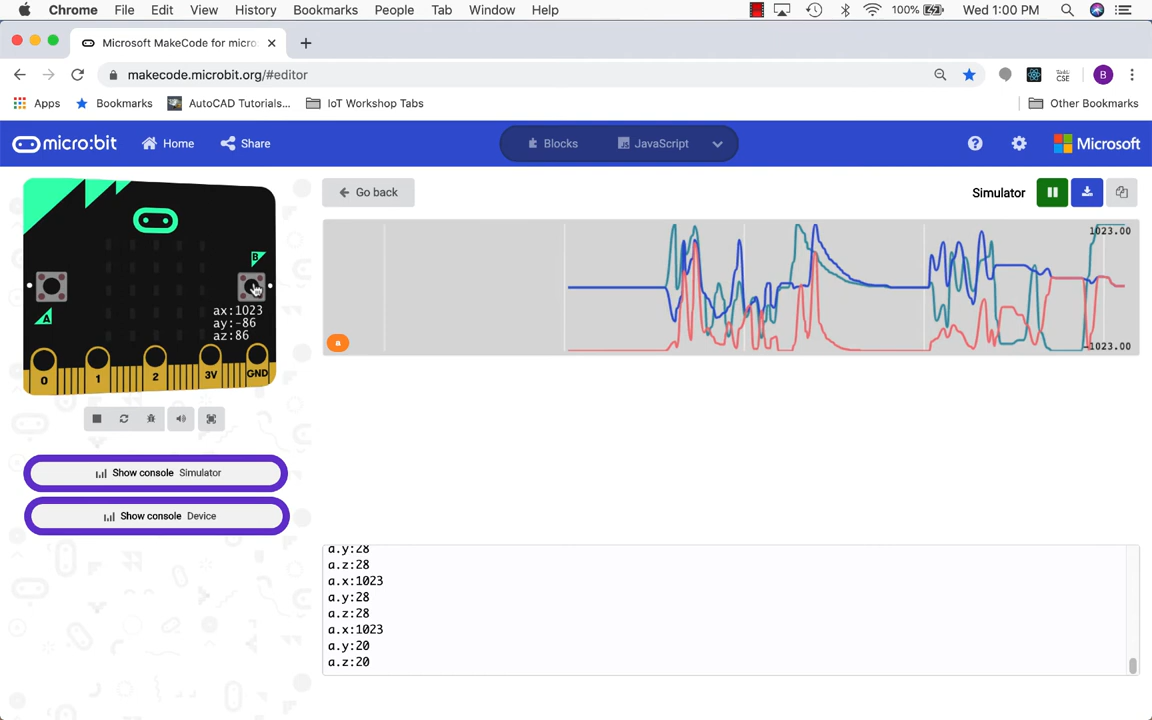 Chrome File Edit View History Bookmarks People Tab Window Help 100% Wed 1:00 PM
Microsoft MakeCode for micro
makecode.microbit.org/#editor
B
Apps Bookmarks AutoCAD Tutorials... IoT Workshop Tabs Other Bookmarks
micro:bit Home Share Blocks JavaScript Microsoft
Go back Simulator
1023.00
-1023.00
a
B
A
ax:1023
ay:-86
az:86
0 1 2 3V GND
Show console Simulator
Show console Device
a.y:28
a.z:28
a.x:1023
a.y:28
a.z:28
a.x:1023
a.y:20
a.z:20